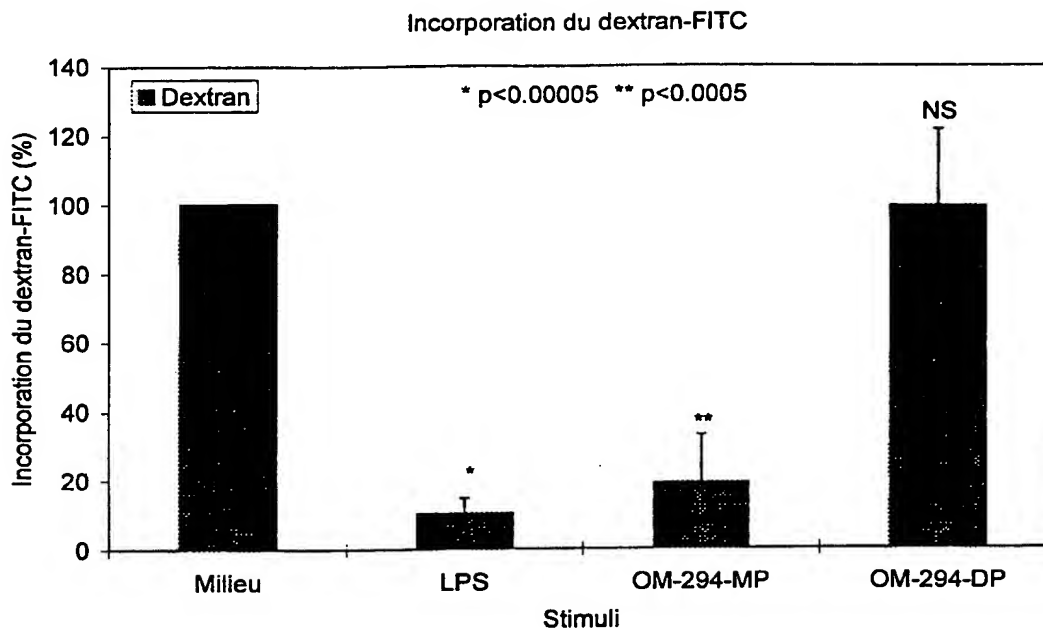 Incorporation du dextran-FITC
Incorporation du dextran-FITC (%)
140
120
100
80
60
40
20
0
Dextran
* p<0.00005 ** p<0.0005
NS
*
**
Milieu LPS OM-294-MP OM-294-DP
Stimuli